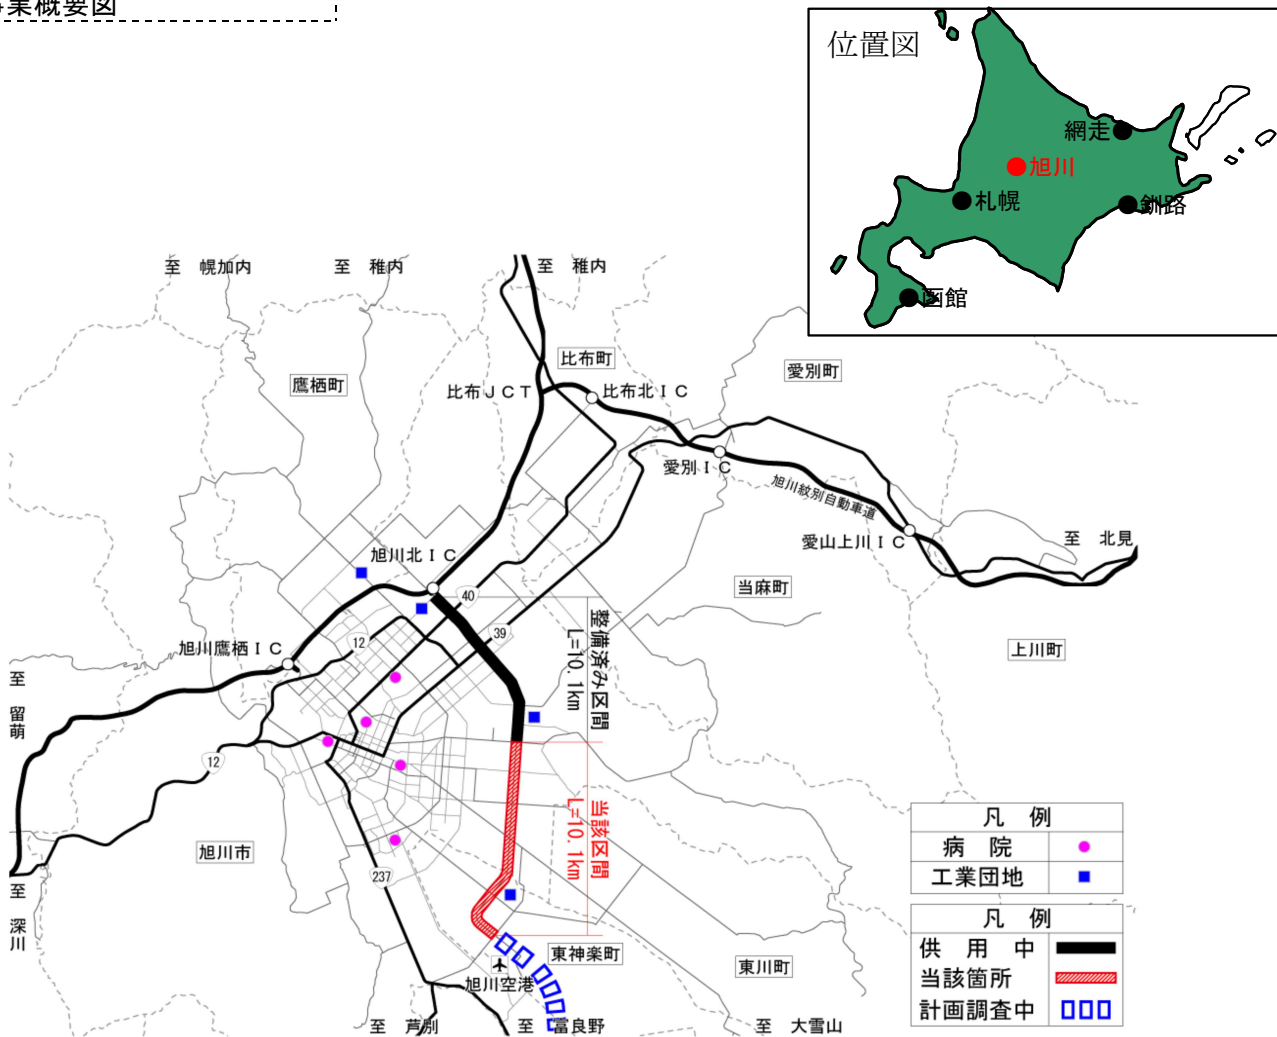 業概要図
位置図
網走
旭川
札幌
釧路
函館
至　幌加内
至　稚内
至　稚内
比布町
愛別町
鷹栖町
比布ＪＣＴ
比布北ＩＣ
愛別ＩＣ
旭川紋別自動車道
愛山上川ＩＣ
至　北見
旭川北ＩＣ
当麻町
40
39
12
旭川鷹栖ＩＣ
整備済み区間
L=10.1km
上川町
至　留萌
12
当該区間
L=10.1km
旭川市
237
至　深川
東神楽町
旭川空港
東川町
至　芦別
至　富良野
至　大雪山
凡　例
病　院
工業団地
凡　例
供　用　中
当該箇所
計画調査中